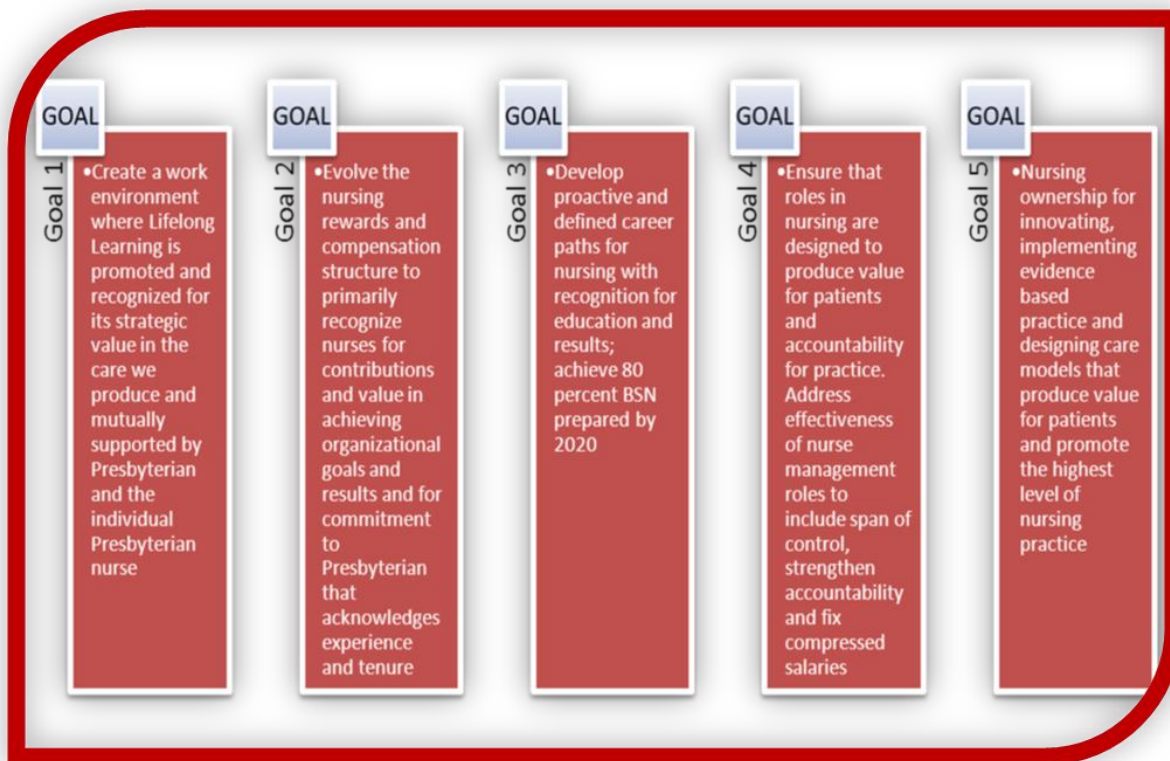 GOAL
Goal 1
•Create a work
environment
where Lifelong
Learning is
promoted and
recognized for
its strategic
value in the
care we
produce and
mutually
supported by
Presbyterian
and the
individual
Presbyterian
nurse
GOAL
Goal 2
•Evolve the
nursing
rewards and
compensation
structure to
primarily
recognize
nurses for
contributions
and value in
achieving
organizational
goals and
results and for
commitment
to
Presbyterian
that
acknowledges
experience
and tenure
GOAL
Goal 3
•Develop
proactive and
defined career
paths for
nursing with
recognition for
education and
results;
achieve 80
percent BSN
prepared by
2020
GOAL
Goal 4
•Ensure that
roles in
nursing are
designed to
produce value
for patients
and
accountability
for practice.
Address
effectiveness
of nurse
management
roles to
include span of
control,
strengthen
accountability
and fix
compressed
salaries
GOAL
Goal 5
•Nursing
ownership for
innovating,
implementing
evidence
based
practice and
designing care
models that
produce value
for patients
and promote
the highest
level of
nursing
practice